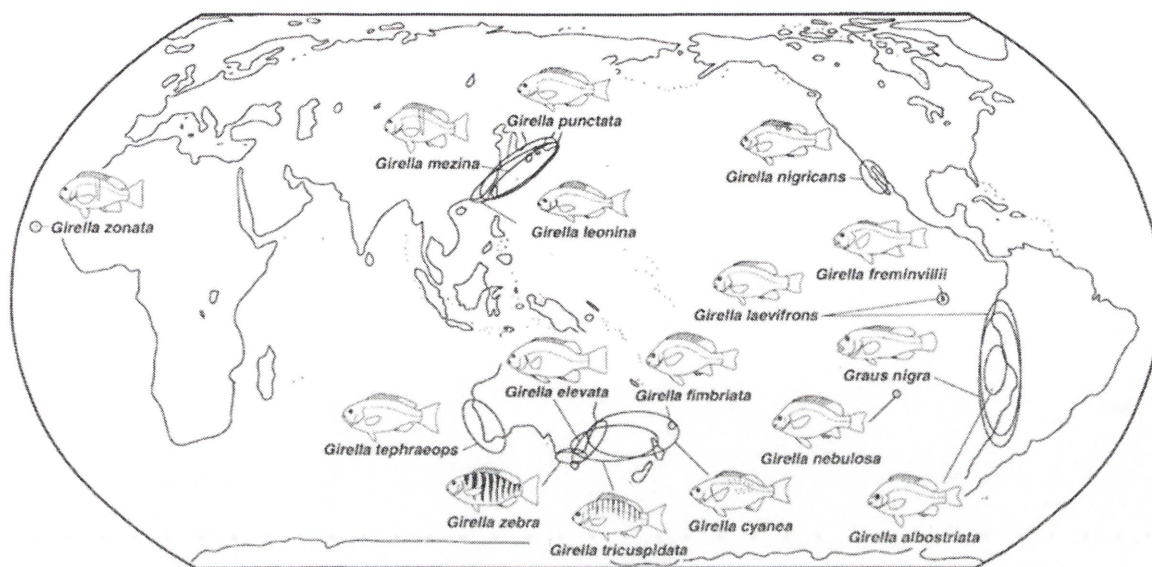 Girella punctata
Girella mezina
Girella nigricans
Girella zonata
Girella leonina
Girella freminvillii
Girella laevifrons
Graus nigra
Girella elevata
Girella fimbriata
Girella tephraeops
Girella nebulosa
Girella zebra
Girella cyanea
Girella tricuspidata
Girella albostriata